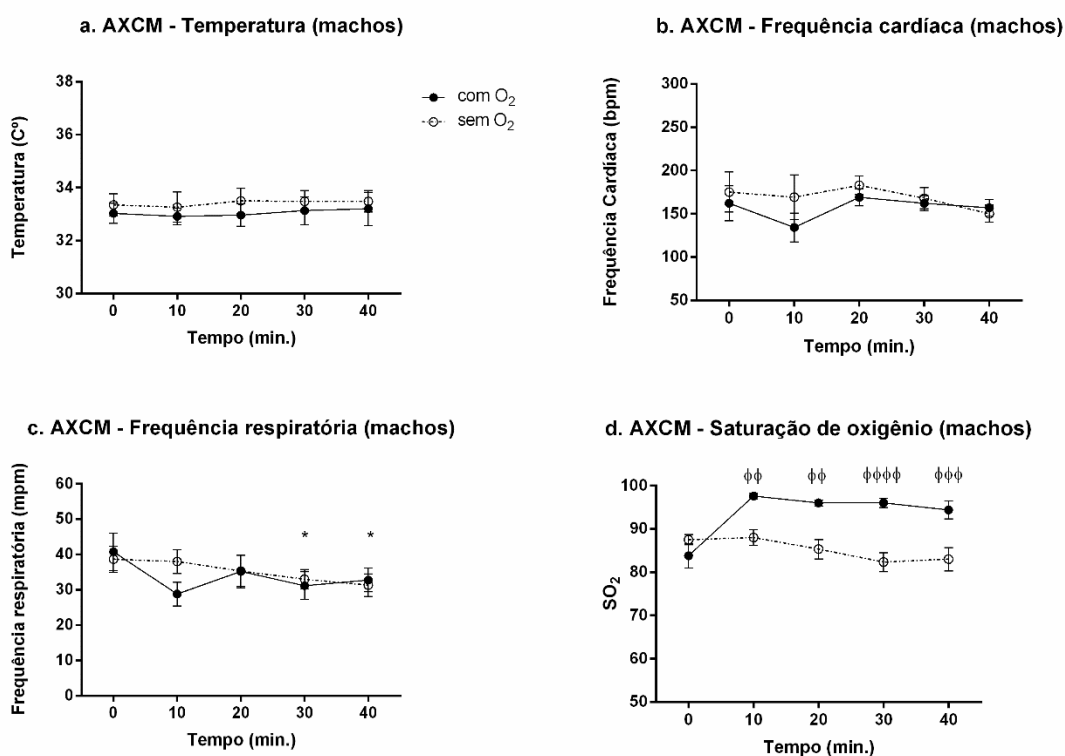 a. AXCM - Temperatura (machos)
38
36
34
32
30
Temperatura (Cº)
0 10 20 30 40
Tempo (min.)
com O₂
sem O₂
b. AXCM - Frequência cardíaca (machos)
300
250
200
150
100
50
Frequência Cardíaca (bpm)
0 10 20 30 40
Tempo (min.)
c. AXCM - Frequência respiratória (machos)
60
50
40
30
20
10
0
Frequência respiratória (mpm)
* *
0 10 20 30 40
Tempo (min.)
d. AXCM - Saturação de oxigênio (machos)
100
90
80
70
60
50
SO₂
ϕϕ ϕϕ ϕϕϕϕ ϕϕϕ
0 10 20 30 40
Tempo (min.)